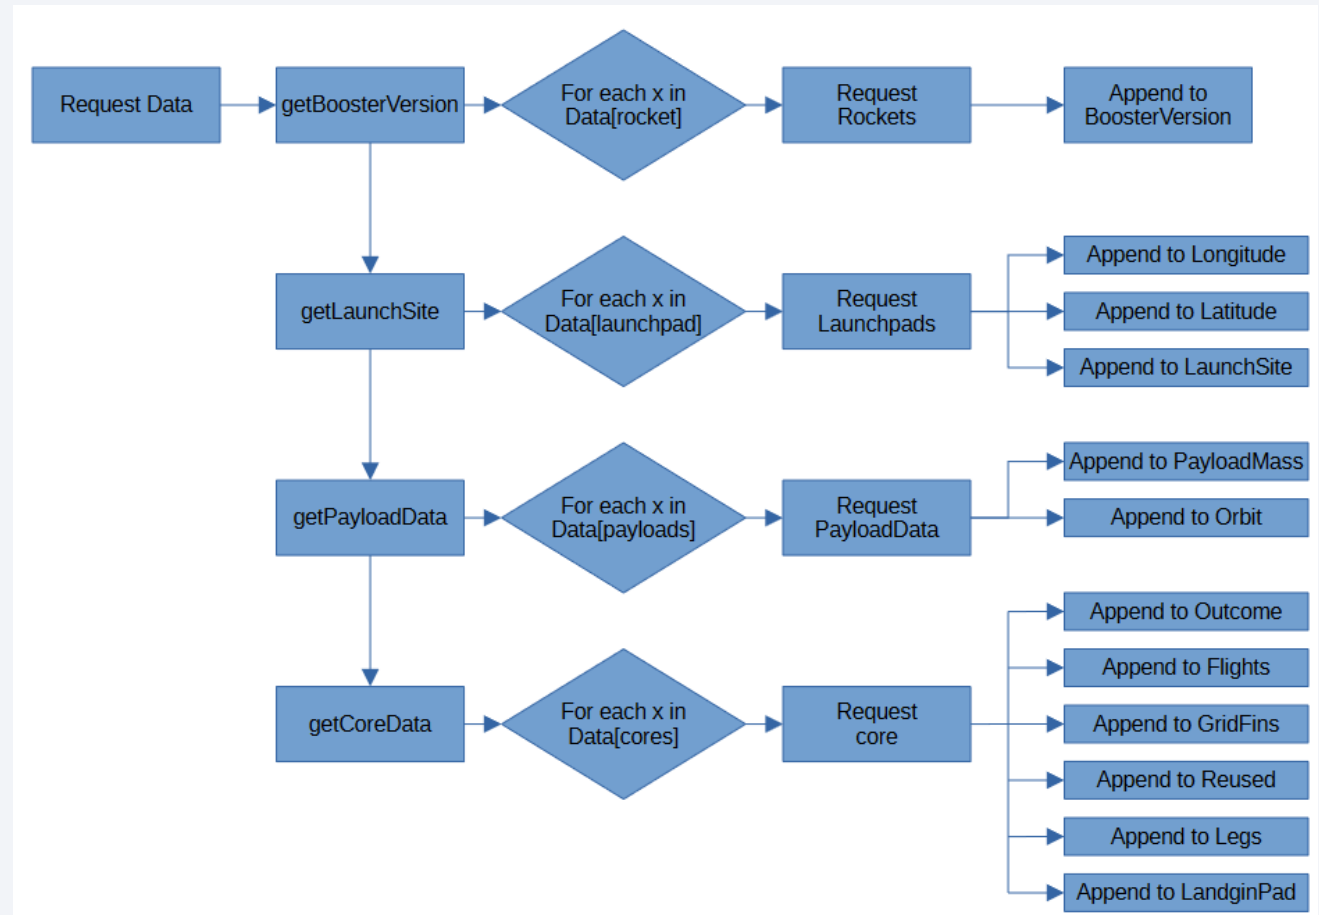 Request Data
getBoosterVersion
For each x in
Data[rocket]
Request
Rockets
Append to
BoosterVersion
getLaunchSite
For each x in
Data[launchpad]
Request
Launchpads
Append to Longitude
Append to Latitude
Append to LaunchSite
getPayloadData
For each x in
Data[payloads]
Request
PayloadData
Append to PayloadMass
Append to Orbit
getCoreData
For each x in
Data[cores]
Request
core
Append to Outcome
Append to Flights
Append to GridFins
Append to Reused
Append to Legs
Append to LandginPad